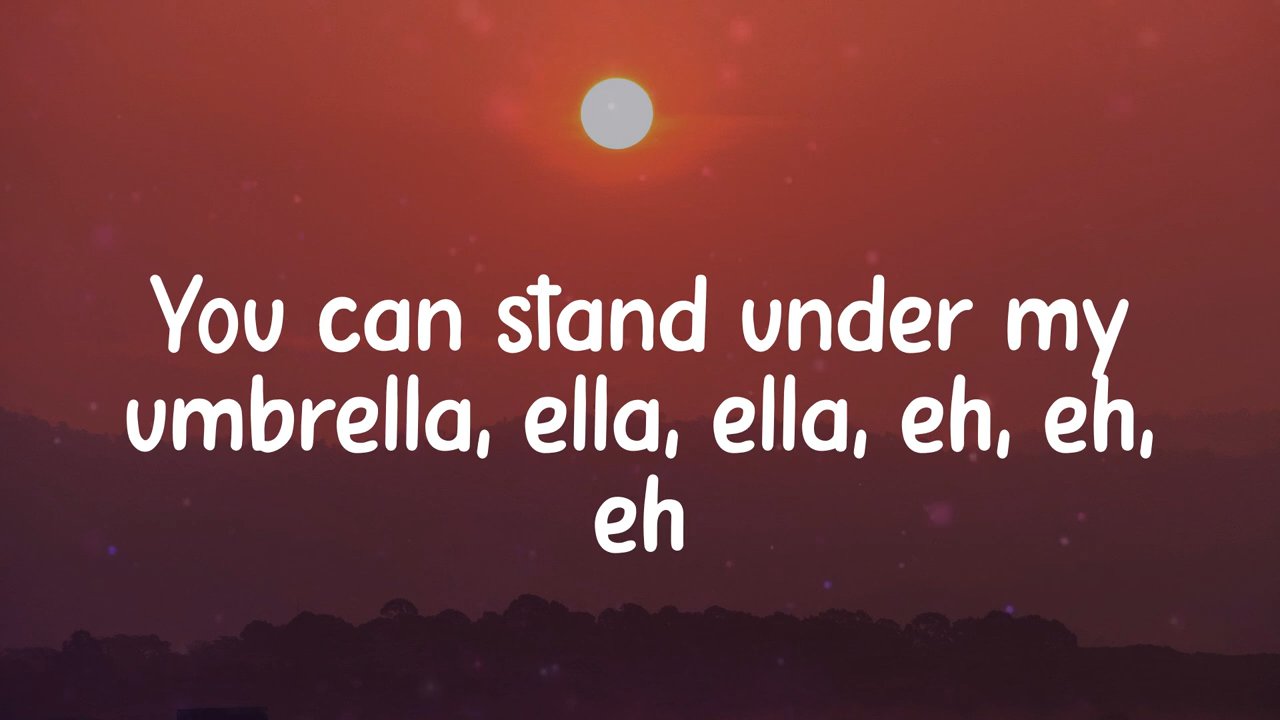 You can stand under my
umbrella, ella, ella, eh, eh,
eh